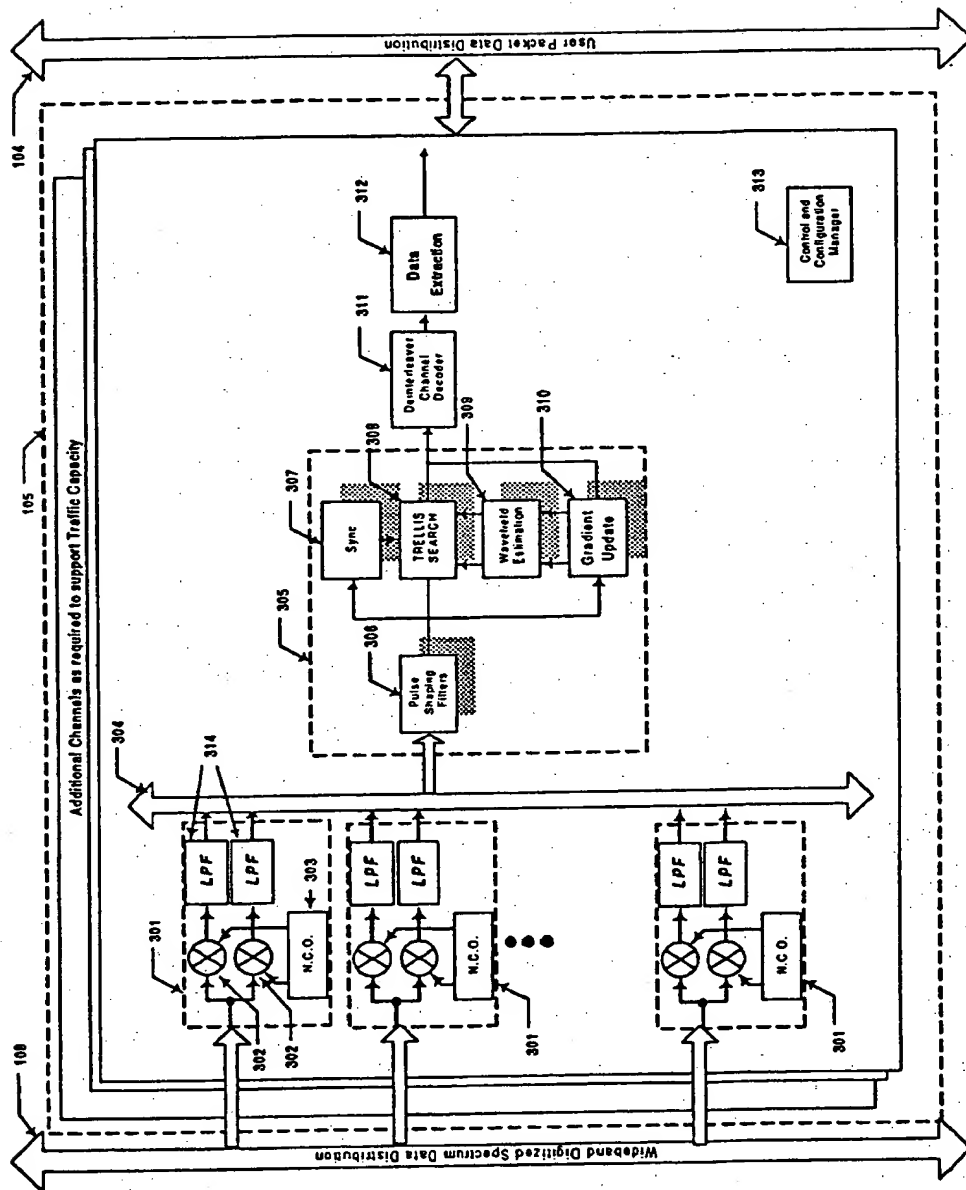 104
User Packet Data Distribution
105
Additional Channels as required to support Traffic Capacity
312
Data
Extraction
311
Deinterleaver
Channel
Decoder
313
Control and
Configuration
Manager
307
308
309
310
Sync
TRELLIS
SEARCH
Wavefield
Estimation
Gradient
Update
305
306
Pulse
Shaping
Filters
304
314
LPF
LPF
LPF
LPF
LPF
LPF
301
303
N.C.O.
N.C.O.
N.C.O.
302
302
301
301
108
Wideband Digitized Spectrum Data Distribution